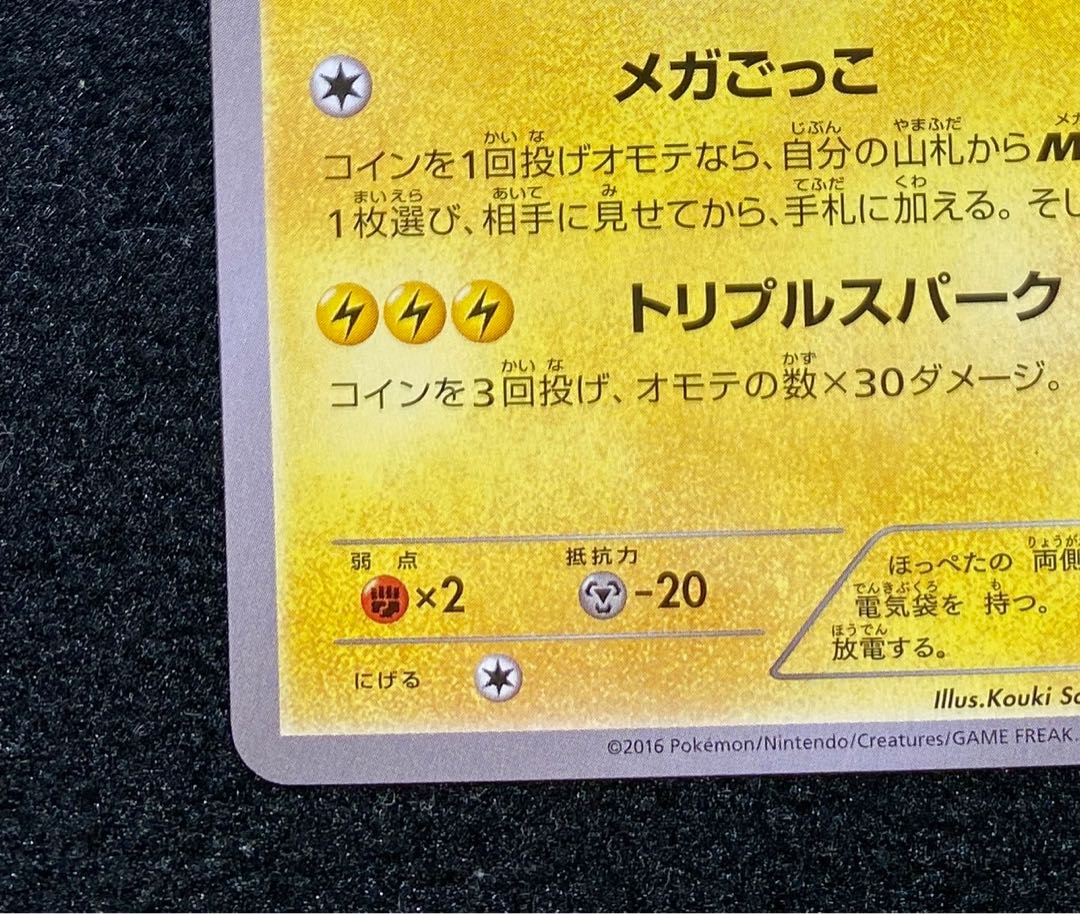 メガごっこ
コインを1回投げオモテなら、自分の山札からM
1枚選び、相手に見せてから、手札に加える。そし
トリプルスパーク
コインを3回投げ、オモテの数×30ダメージ。
弱点 抵抗力
×2 -20
ほっぺたの 両側
電気袋を 持つ。
放電する。
にげる
Illus.Kouki
©2016 Pokémon/Nintendo/Creatures/GAME FREAK.